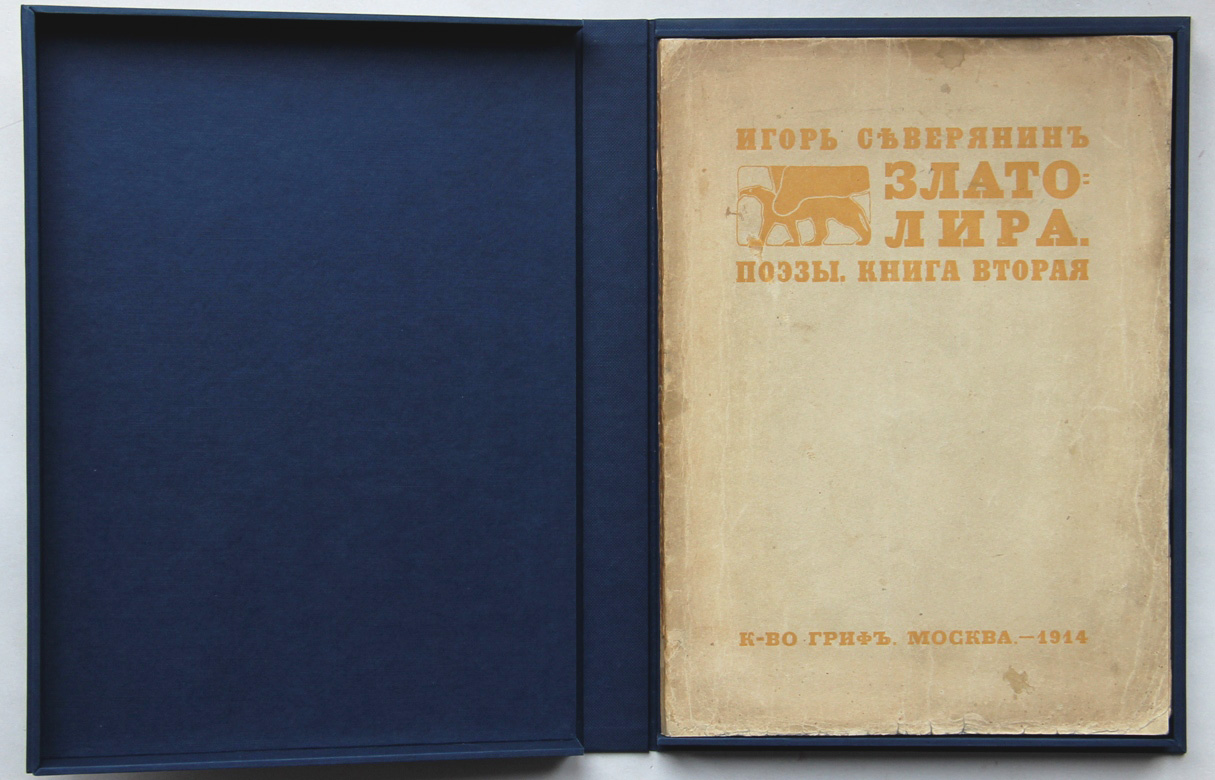 ИГОРЬ СѢВЕРЯНИНЪ
ЗЛАТО=
ЛИРА.
ПОЭЗЫ. КНИГА ВТОРАЯ
К-ВО ГРИФЪ. МОСКВА.—1914